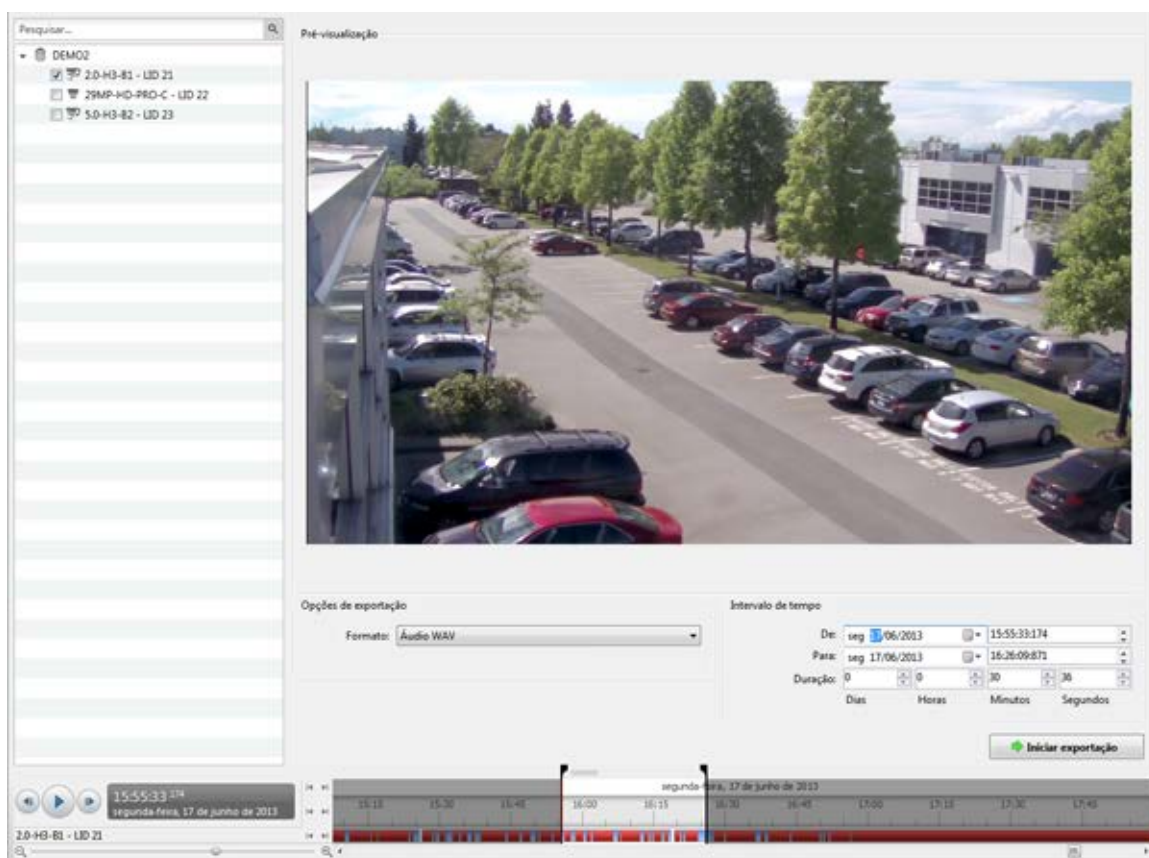 Pesquisar...
Pré-visualização
DEMO2
2.0-H3-B1 - LID 21
29MP-HD-PRO-C - LID 22
5.0-H3-B2 - LID 23
Opções de exportação
Formato: Áudio WAV
Intervalo de tempo
De: seg 17/06/2013 15:55:33:174
Para: seg 17/06/2013 16:26:09:871
Duração: 0 0 30 36
Dias Horas Minutos Segundos
Iniciar exportação
15:55:33 174
segunda-feira, 17 de junho de 2013
segunda-feira, 17 de junho de 2013
15:15 15:30 15:45 16:00 16:15 16:30 16:45 17:00 17:15 17:30 17:45
2.0-H3-B1 - LID 21